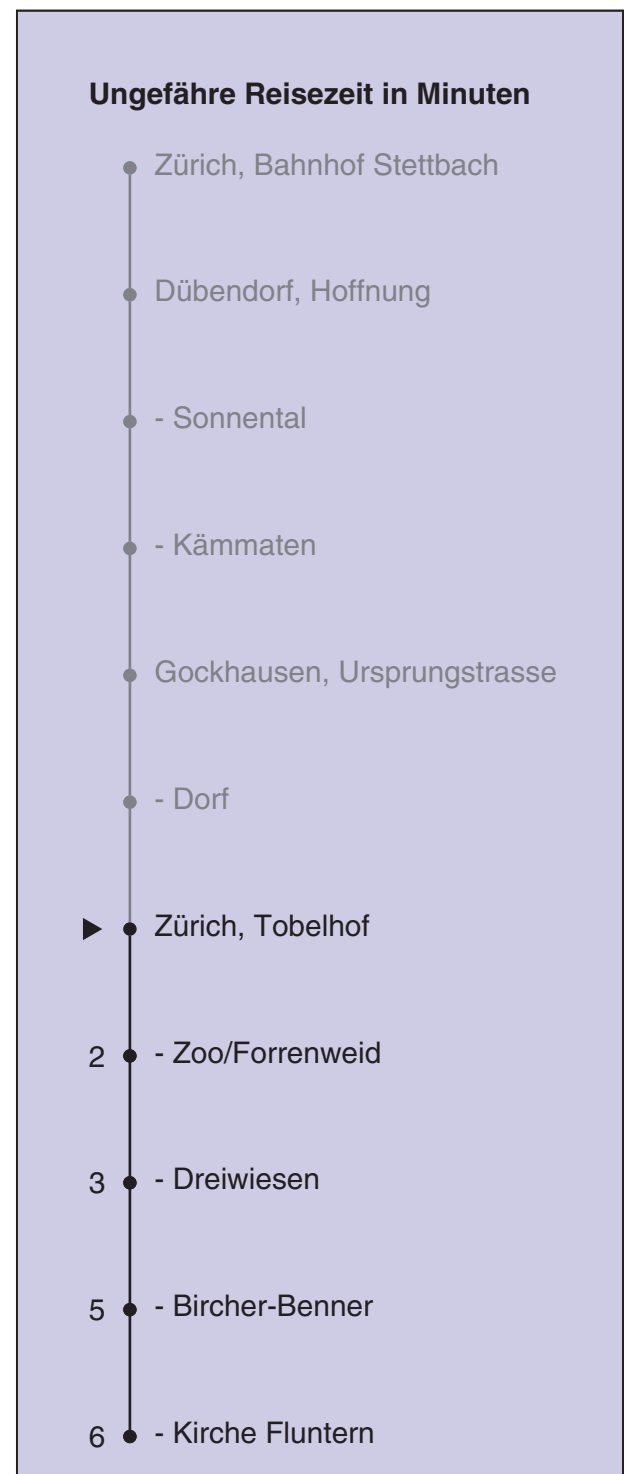 Ungefähre Reisezeit in Minuten
Zürich, Bahnhof Stettbach
Dübendorf, Hoffnung
- Sonnental
- Kämmaten
Gockhausen, Ursprungstrasse
- Dorf
Zürich, Tobelhof
2 - Zoo/Forrenweid
3 - Dreiwiesen
5 - Bircher-Benner
6 - Kirche Fluntern